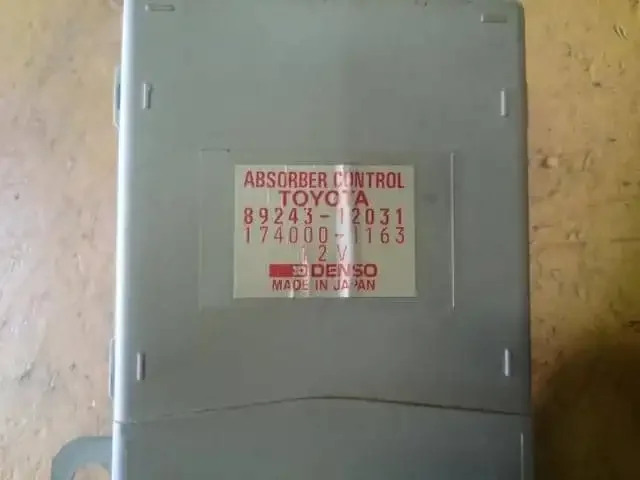 ABSORBER CONTROL
TOYOTA
89243-12031
174000-1163
12V
DENSO
MADE IN JAPAN